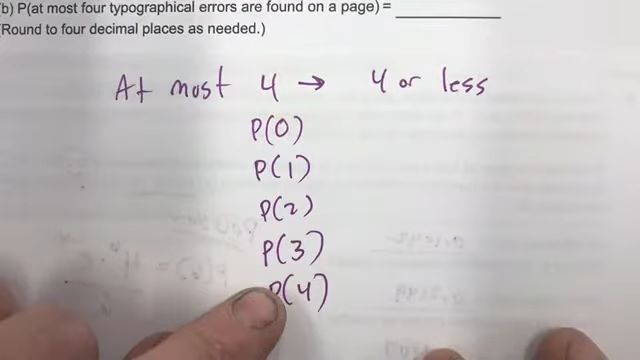 b) P(at most four typographical errors are found on a page) =
Round to four decimal places as needed.)
At most 4 → 4 or less
P(0)
P(1)
P(2)
P(3)
P(4)